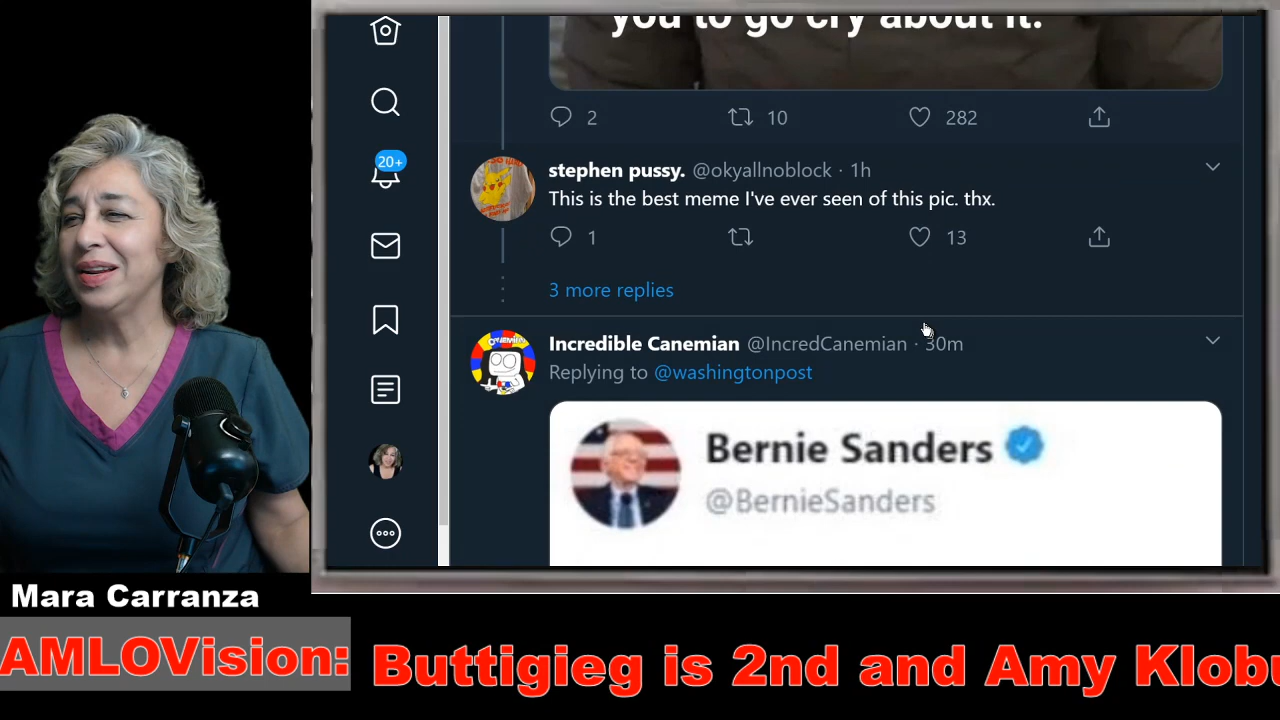 you to go cry about it.
2 10 282
20+
stephen pussy. @okyallnoblock · 1h
This is the best meme I've ever seen of this pic. thx.
1 13
3 more replies
Incredible Canemian @IncredCanemian · 30m
Replying to @washingtonpost
Bernie Sanders
@BernieSanders
Mara Carranza
AMLOVision: Buttigieg is 2nd and Amy Klobu